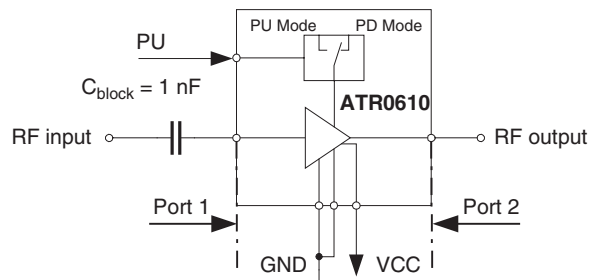 PU
PU Mode PD Mode
C_block = 1 nF
ATR0610
RF input
RF output
Port 1
Port 2
GND
VCC